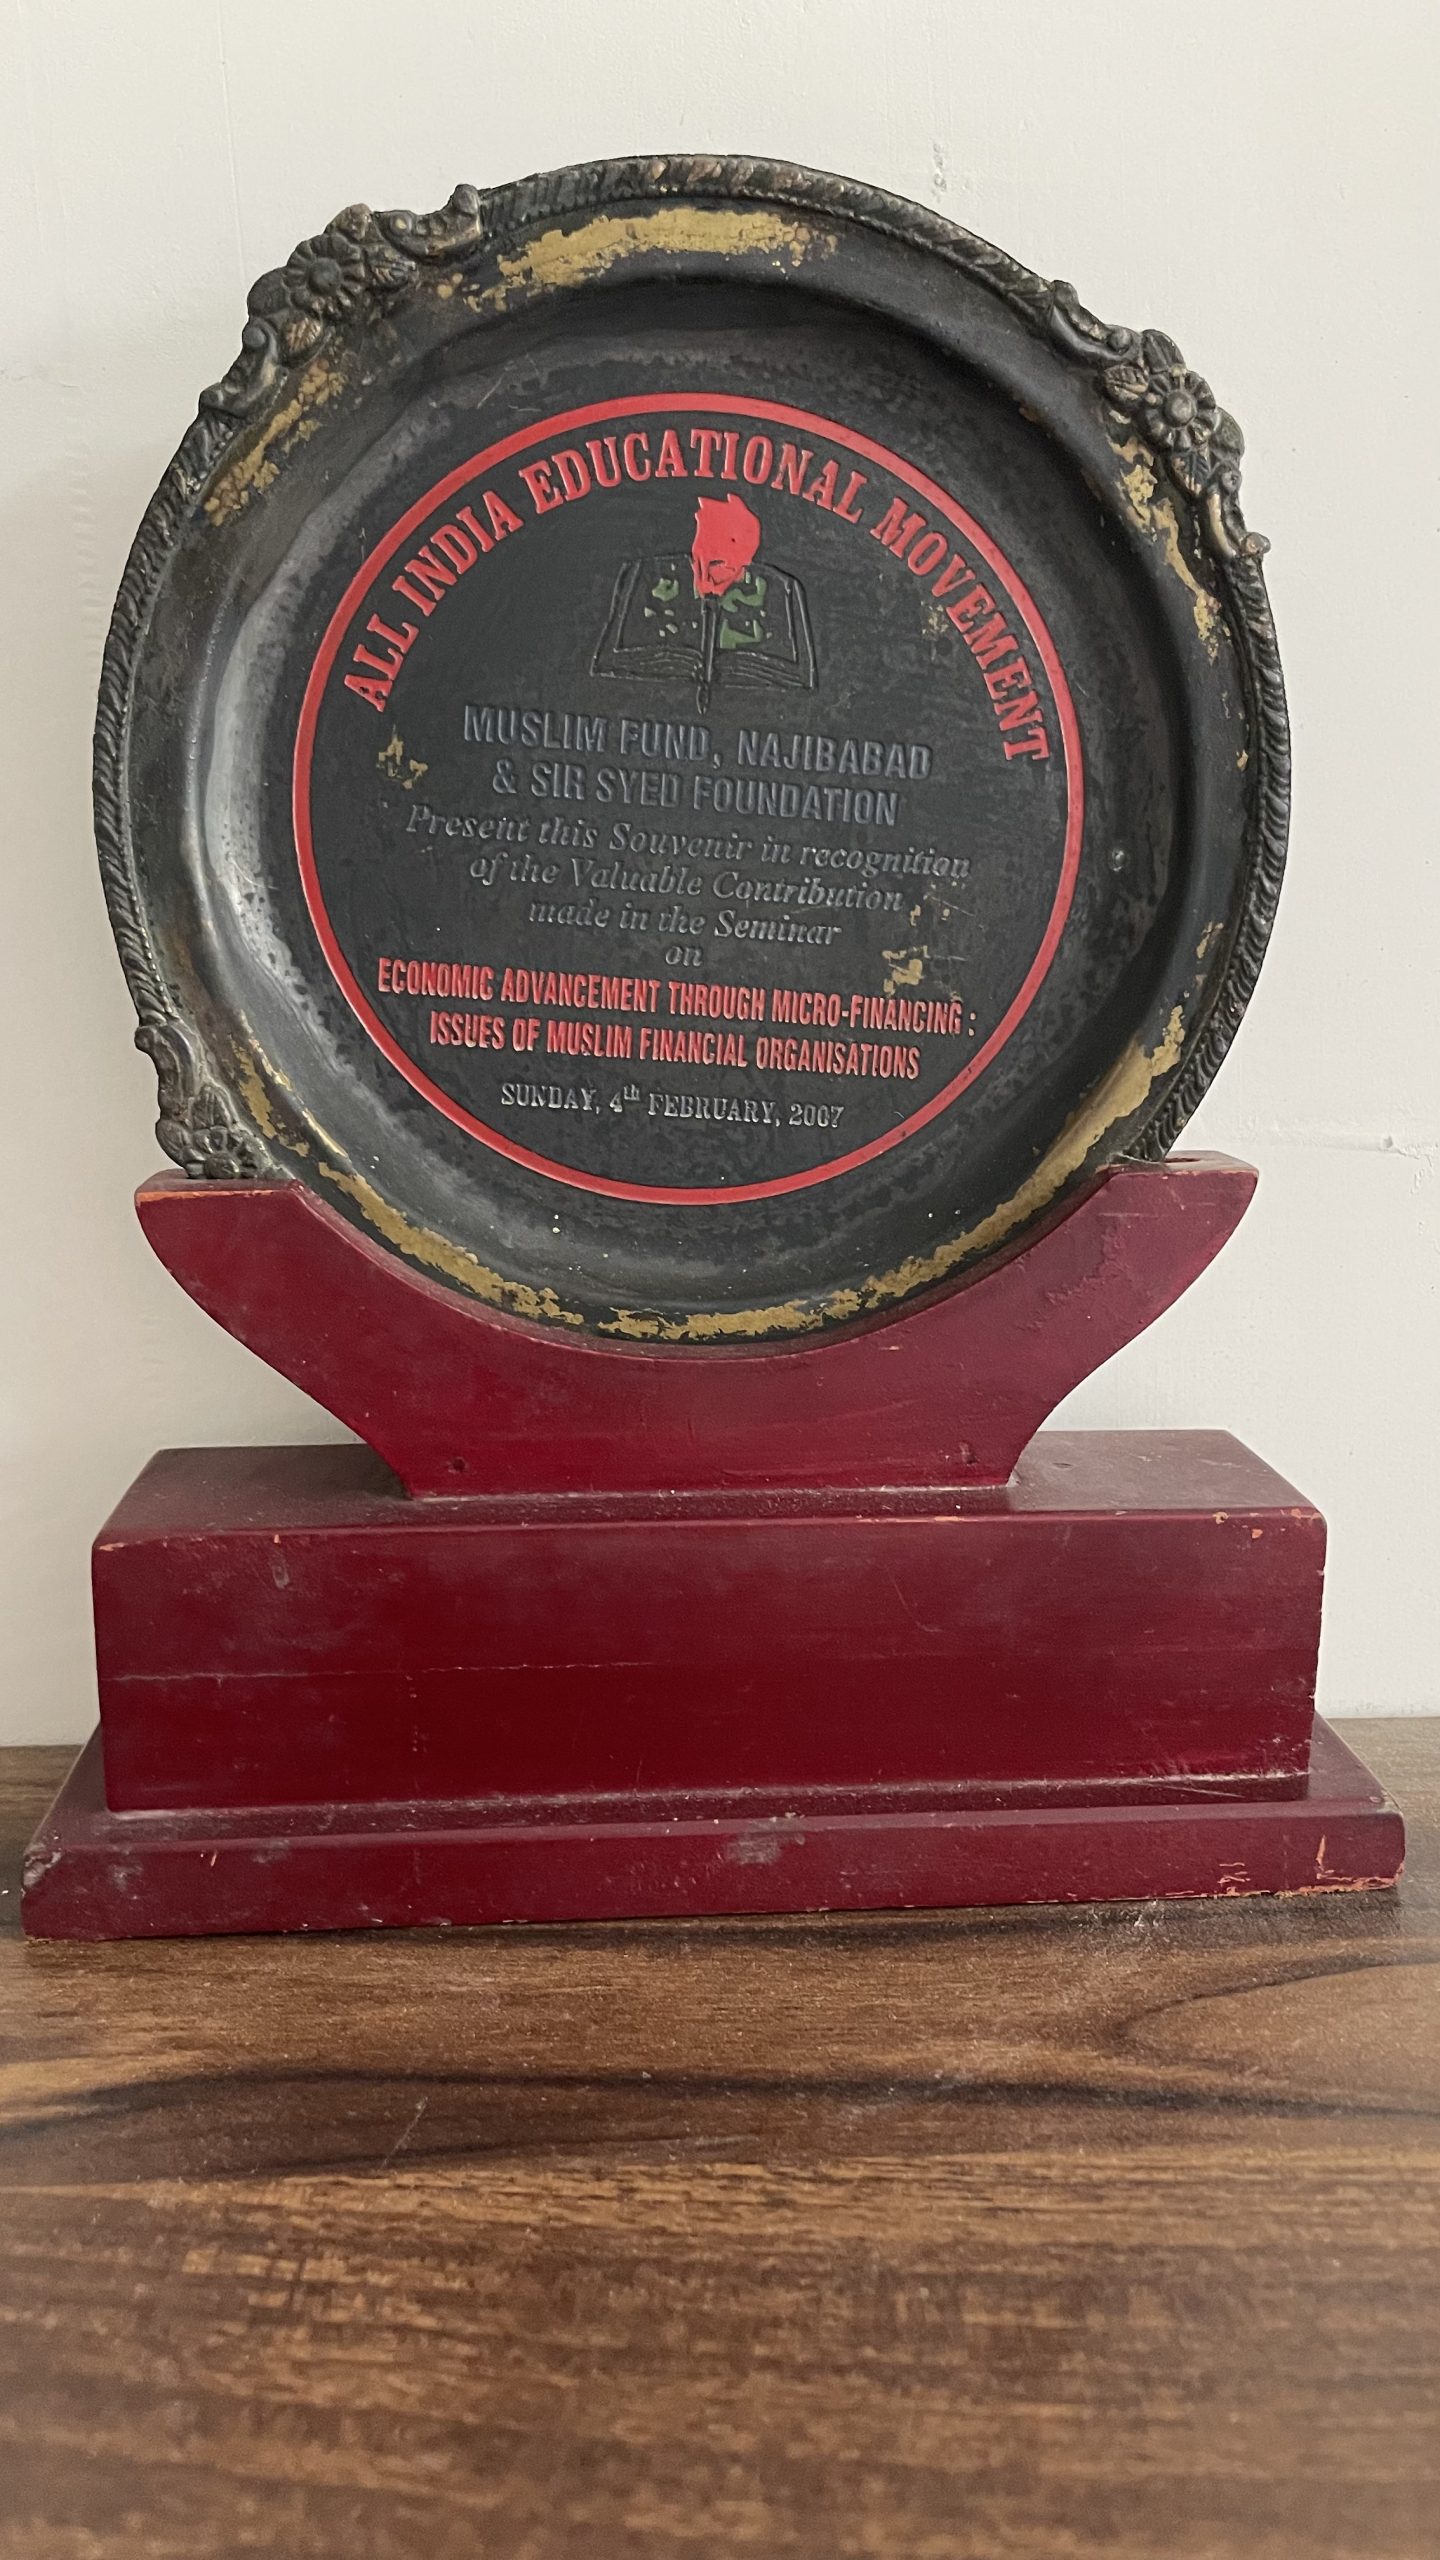 ALL INDIA EDUCATIONAL MOVEMENT
MUSLIM FUND, NAJIBABAD
& SIR SYED FOUNDATION
Present this Souvenir in recognition
of the Valuable Contribution
made in the Seminar
on
ECONOMIC ADVANCEMENT THROUGH MICRO-FINANCING :
ISSUES OF MUSLIM FINANCIAL ORGANISATIONS
SUNDAY, 4th FEBRUARY, 2007